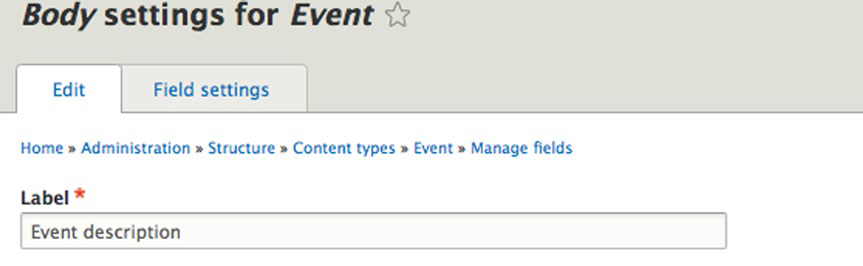 Body settings for Event
Edit
Field settings
Home » Administration » Structure » Content types » Event » Manage fields
Label *
Event description